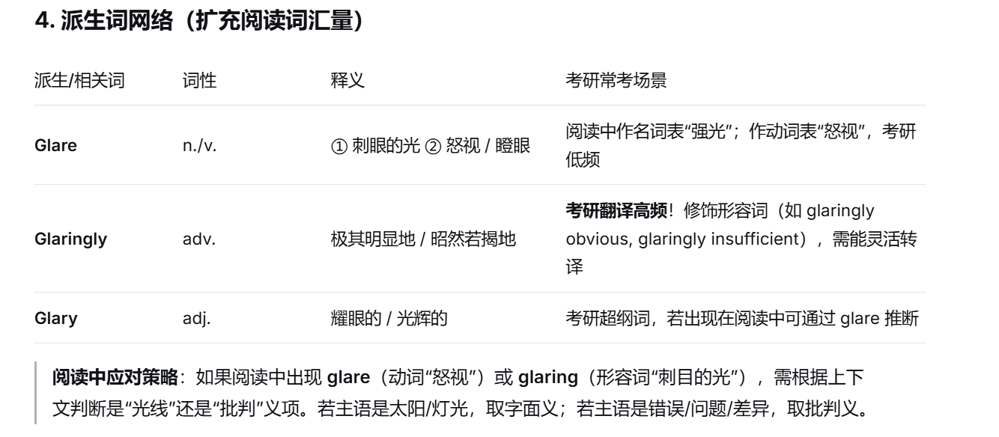 4. 派生词网络（扩充阅读词汇量）
派生/相关词 词性 释义 考研常考场景
Glare n./v. ① 刺眼的光 ② 怒视 / 瞪眼 阅读中作名词表“强光”；作动词表“怒视”，考研
低频
Glaringly adv. 极其明显地 / 昭然若揭地 考研翻译高频！修饰形容词（如 glaringly
obvious, glaringly insufficient），需能灵活转
译
Glary adj. 耀眼的 / 光辉的 考研超纲词，若出现在阅读中可通过 glare 推断
阅读中应对策略：如果阅读中出现 glare（动词“怒视”）或 glaring（形容词“刺目的光”），需根据上下
文判断是“光线”还是“批判”义项。若主语是太阳/灯光，取字面义；若主语是错误/问题/差异，取批判义。